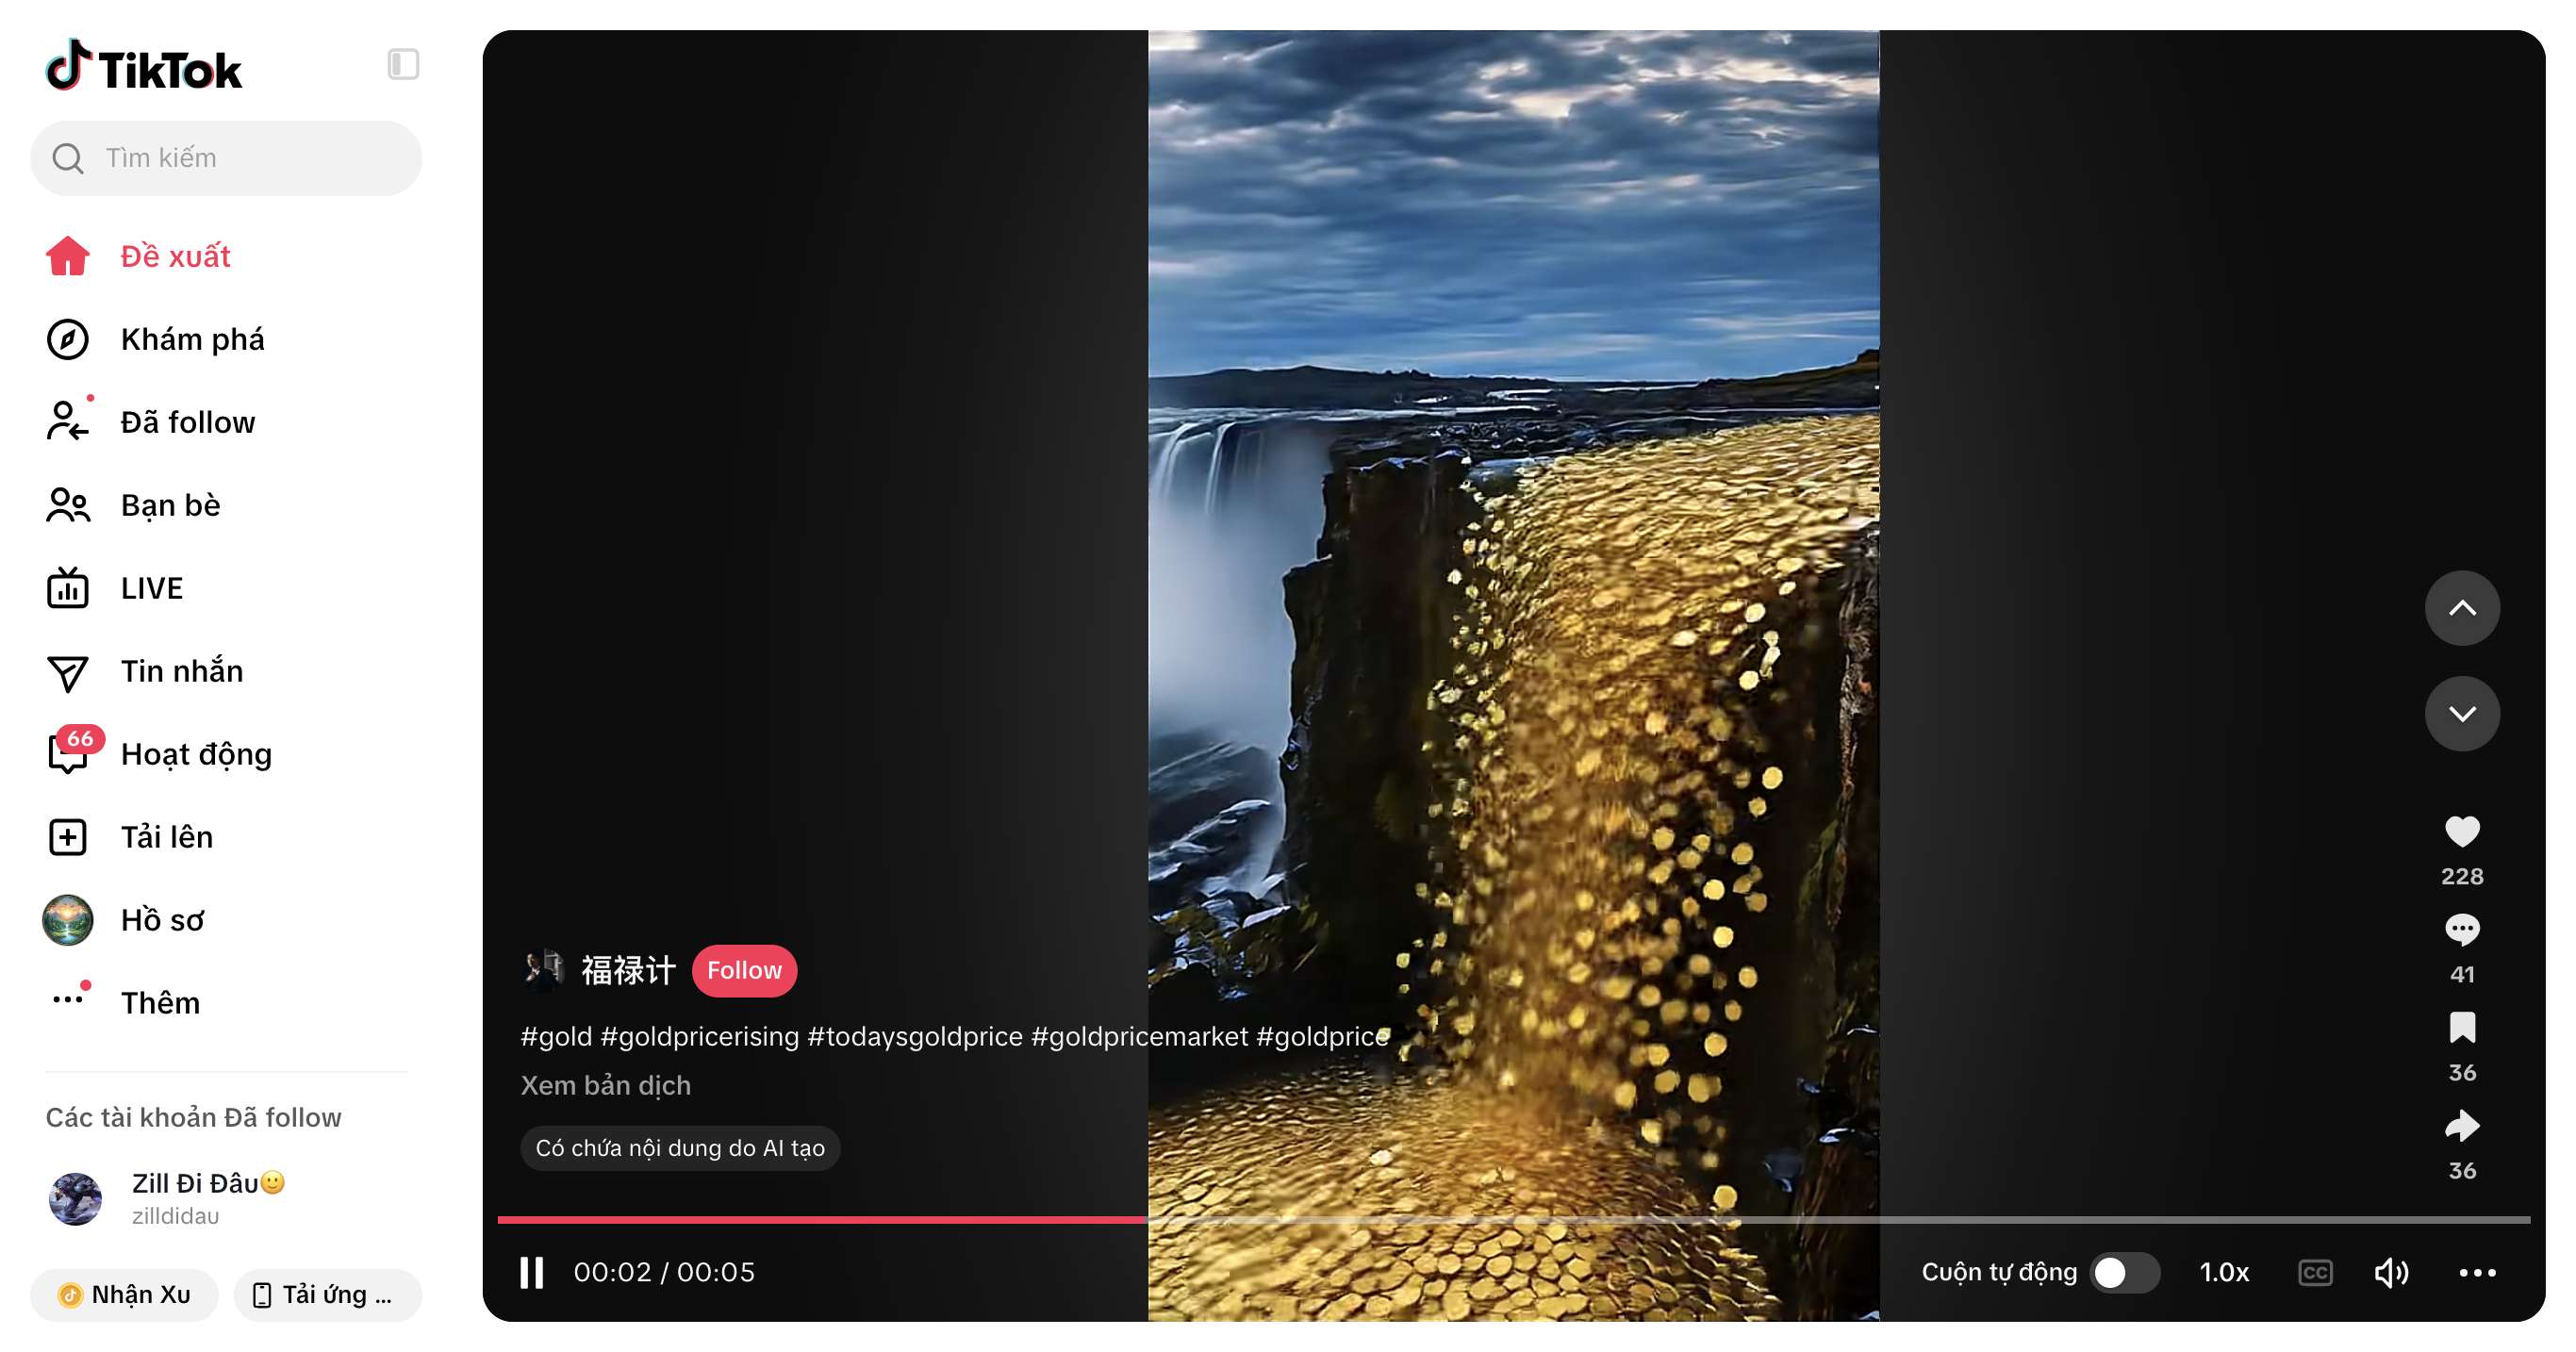 TikTok
Tìm kiếm
Đề xuất
Khám phá
Đã follow
Bạn bè
LIVE
Tin nhắn
66
Hoạt động
Tải lên
Hồ sơ
Thêm
Các tài khoản Đã follow
Zill Đi Đâu🙂
zilldidau
Nhận Xu
Tải ứng ...
福禄计 Follow
#gold #goldpricerising #todaysgoldprice #goldpricemarket #goldprice
Xem bản dịch
Có chứa nội dung do AI tạo
00:02 / 00:05
228
41
36
36
Cuộn tự động
1.0x
CC